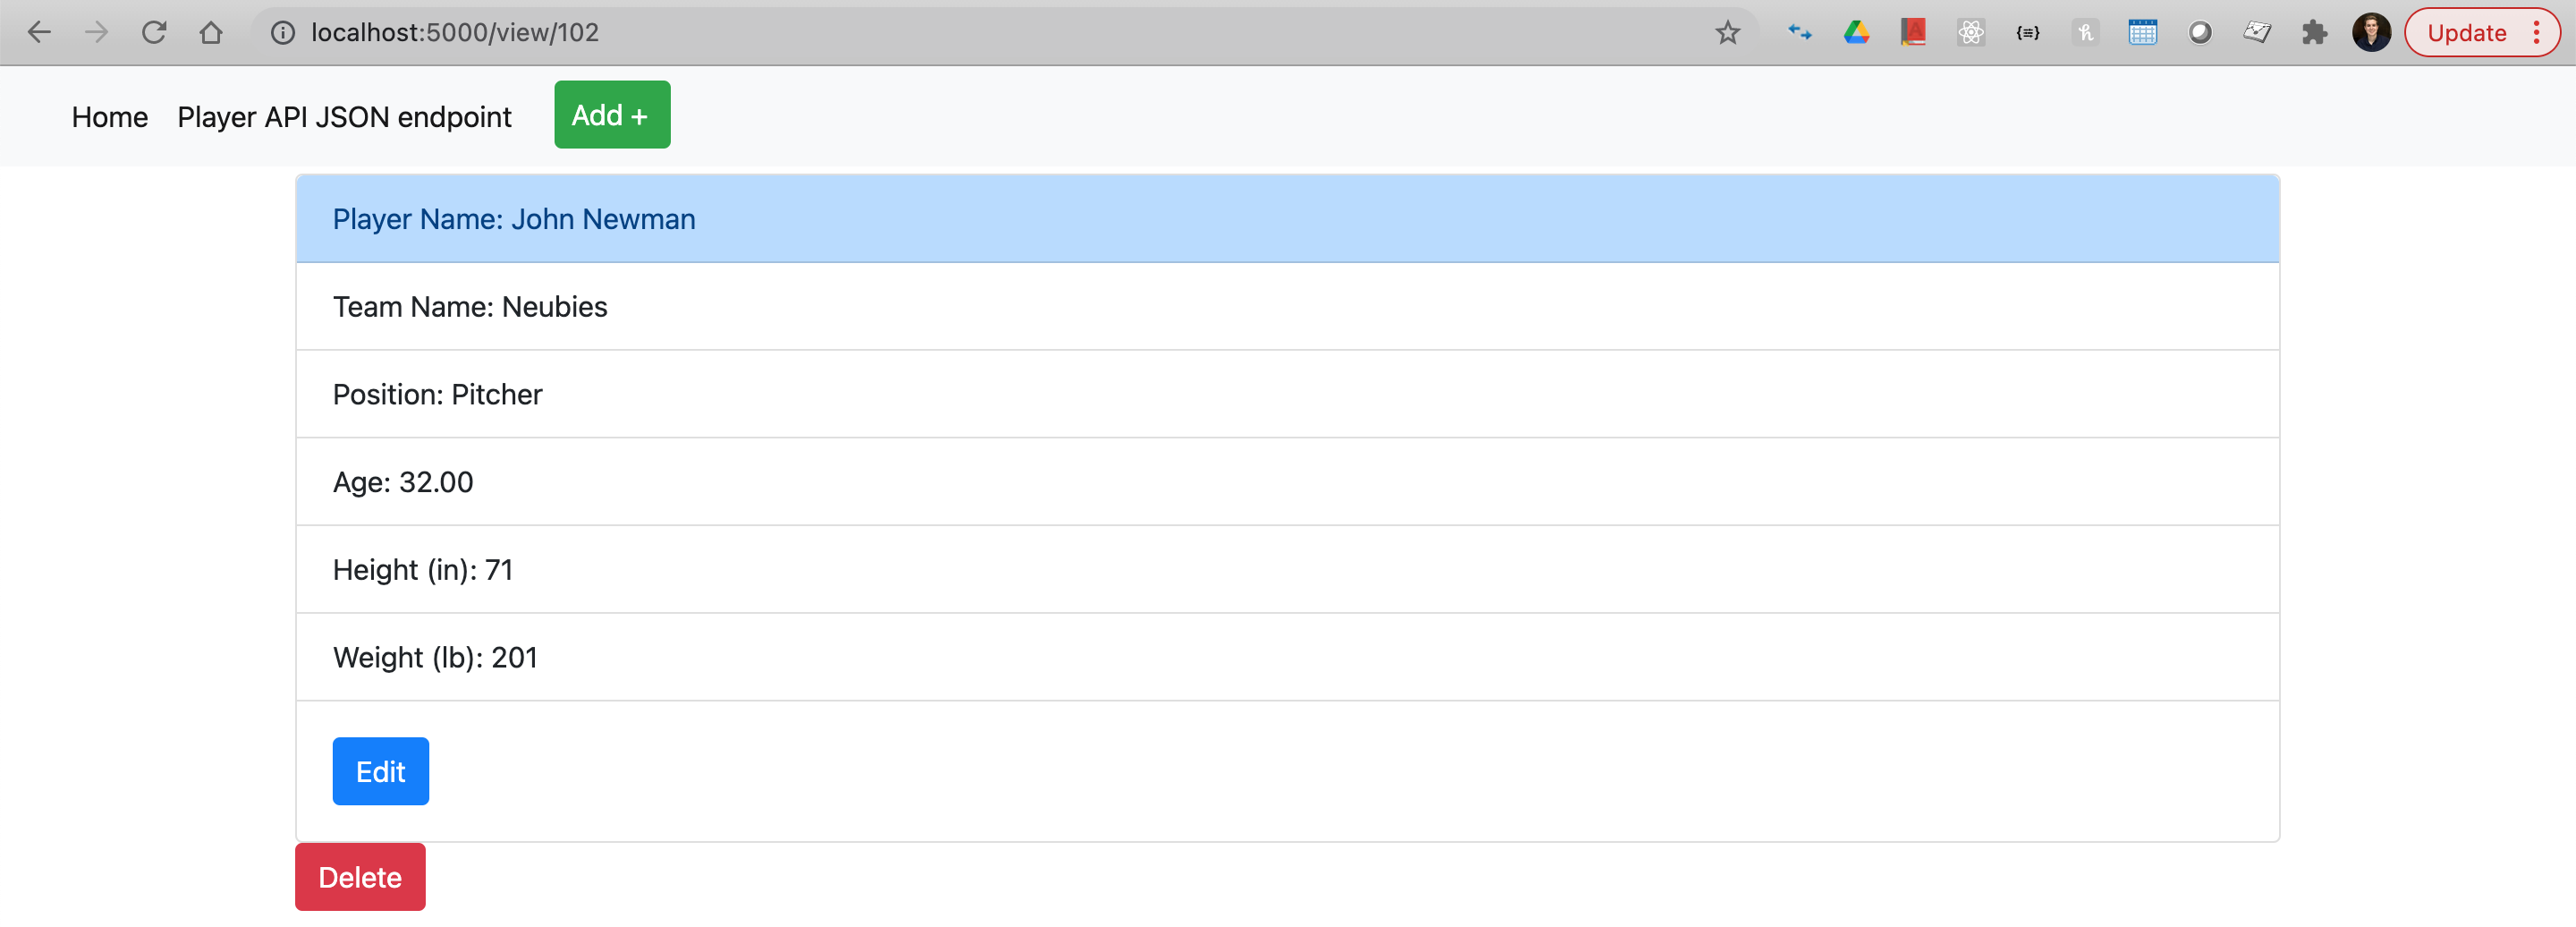 localhost:5000/view/102
Update
Home Player API JSON endpoint Add +
Player Name: John Newman
Team Name: Neubies
Position: Pitcher
Age: 32.00
Height (in): 71
Weight (lb): 201
Edit
Delete